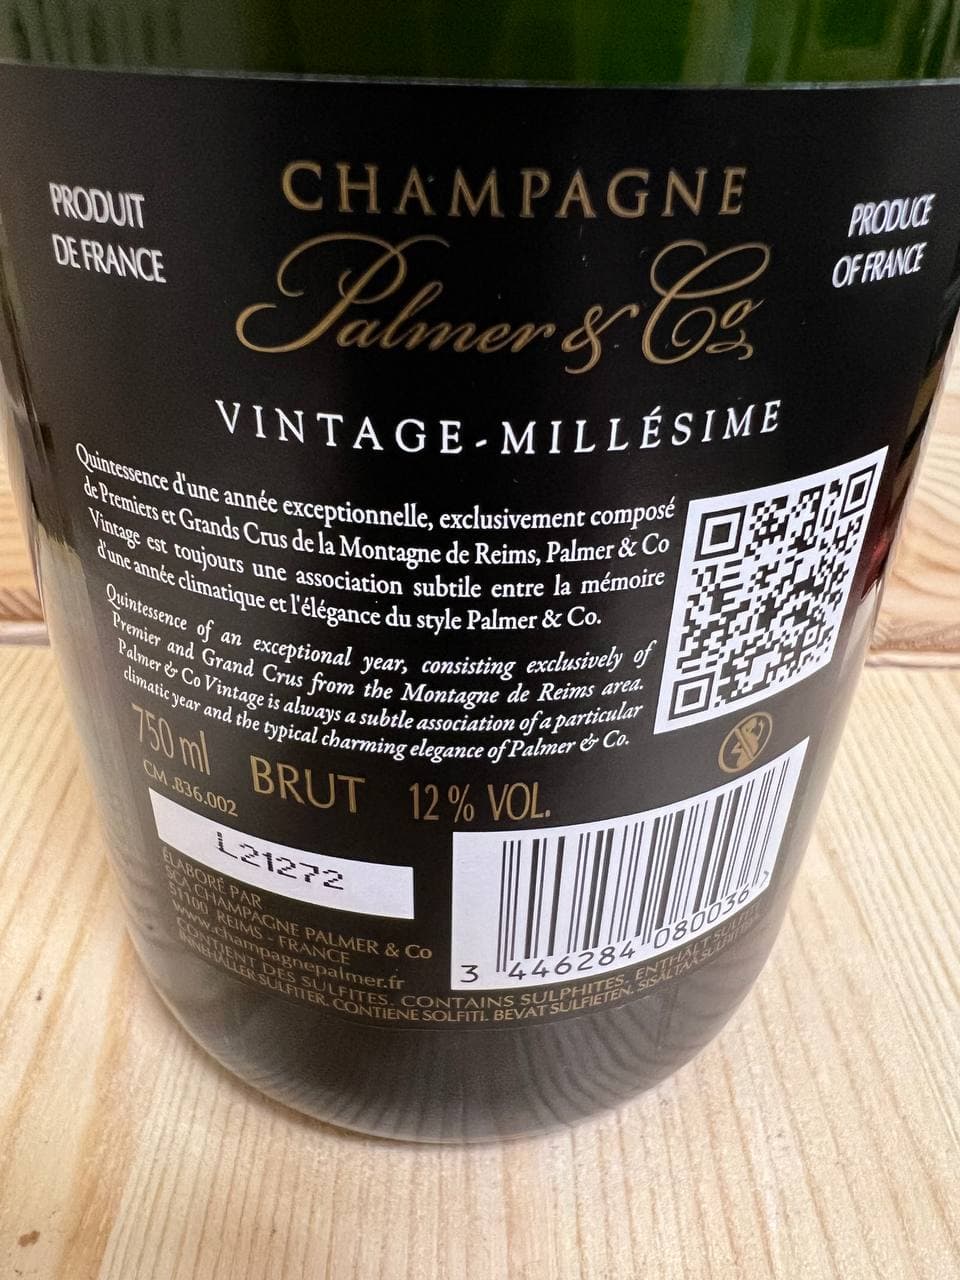 PRODUIT
DE FRANCE
CHAMPAGNE
Palmer & Co
PRODUCE
OF FRANCE
VINTAGE-MILLÉSIME
Quintessence d'une année exceptionnelle, exclusivement composé
de Premiers et Grands Crus de la Montagne de Reims, Palmer & Co
Vintage est toujours une association subtile entre la mémoire
d'une année climatique et l'élégance du style Palmer & Co.
Quintessence of an exceptional year, consisting exclusively of
Premier and Grand Crus from the Montagne de Reims area.
Palmer & Co Vintage is always a subtle association of a particular
climatic year and the typical charming elegance of Palmer & Co.
750 ml BRUT 12% VOL.
CM.836.002
L21272
ÉLABORÉ PAR
SCA CHAMPAGNE PALMER & Co
51100 REIMS - FRANCE
www.champagnepalmer.fr
3 446284 080036 >
CONTIENT DES SULFITES. CONTAINS SULPHITES. ENTHÄLT
INNEHÅLLER SULFITER. CONTIENE SOLFITI. BEVAT SULFIETEN.